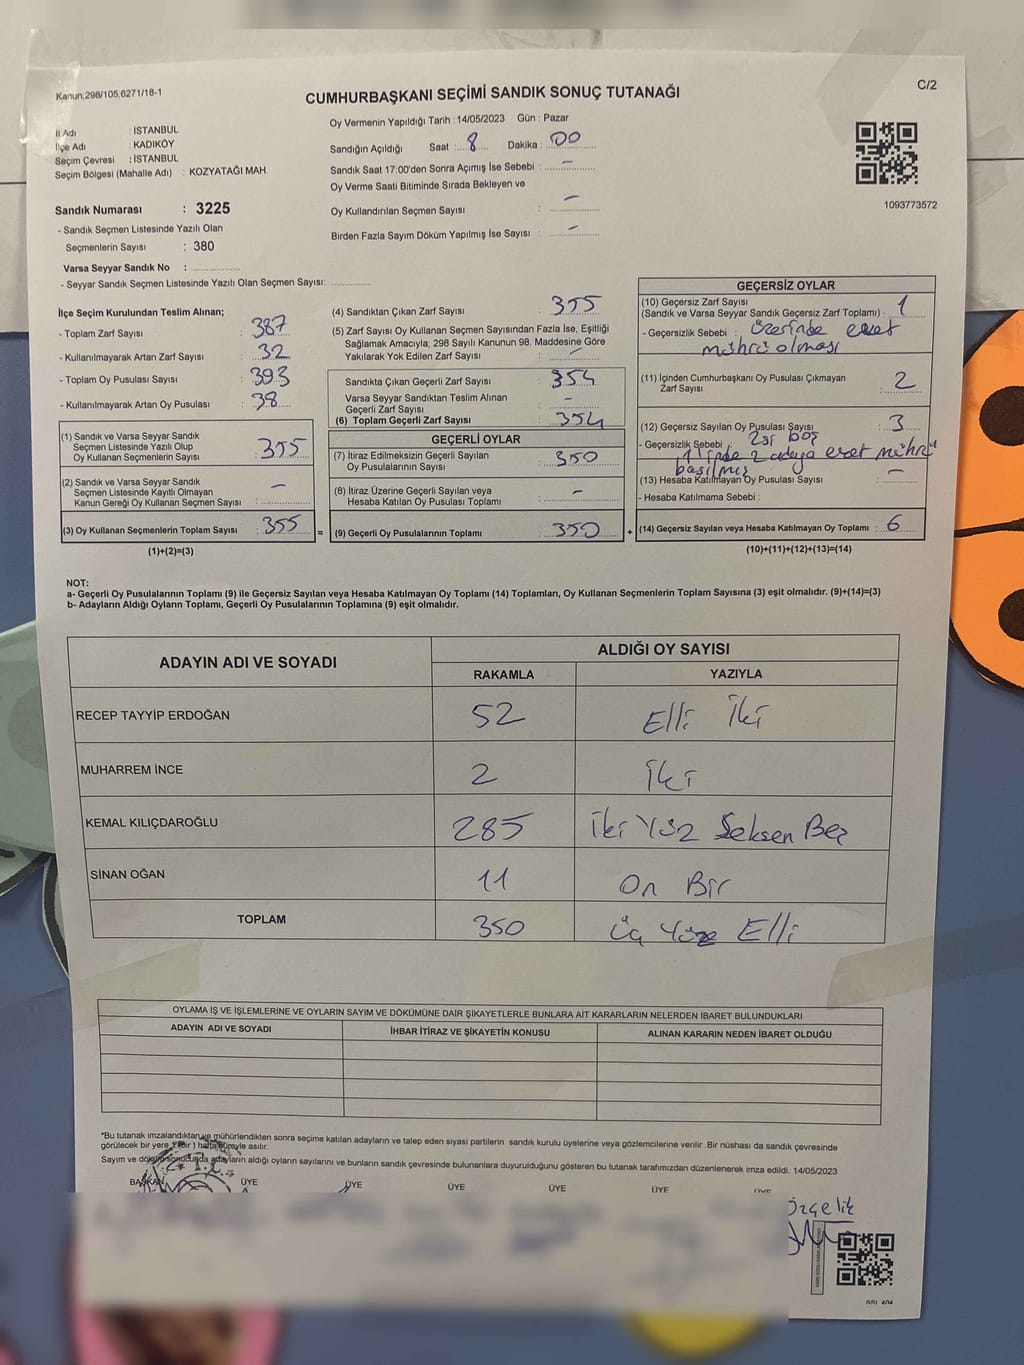 Kanun;298/105,6271/18-1
CUMHURBAŞKANI SEÇİMİ SANDIK SONUÇ TUTANAĞI
C/2
İl Adı : İSTANBUL
İlçe Adı : KADIKÖY
Seçim Çevresi : İSTANBUL
Seçim Bölgesi (Mahalle Adı) : KOZYATAĞI MAH.
Sandık Numarası : 3225
- Sandık Seçmen Listesinde Yazılı Olan
Seçmenlerin Sayısı : 380
Varsa Seyyar Sandık No : ..............
- Seyyar Sandık Seçmen Listesinde Yazılı Olan Seçmen Sayısı: ..............
Oy Vermenin Yapıldığı Tarih : 14/05/2023 Gün : Pazar
Sandığın Açıldığı Saat : 8 Dakika : 00
Sandık Saat 17:00'den Sonra Açımış İse Sebebi : –
Oy Verme Saati Bitiminde Sırada Bekleyen ve
Oy Kullandırılan Seçmen Sayısı : –
Birden Fazla Sayım Döküm Yapılmış İse Sayısı : –
1093773572
İlçe Seçim Kurulundan Teslim Alınan;
- Toplam Zarf Sayısı : 387
- Kullanılmayarak Artan Zarf Sayısı : 32
- Toplam Oy Pusulası Sayısı : 393
- Kullanılmayarak Artan Oy Pusulası : 38
(1) Sandık ve Varsa Seyyar Sandık
Seçmen Listesinde Yazılı Olup
Oy Kullanan Seçmenlerin Sayısı : 355
(2) Sandık ve Varsa Seyyar Sandık
Seçmen Listesinde Kayıtlı Olmayan
Kanun Gereği Oy Kullanan Seçmen Sayısı : –
(3) Oy Kullanan Seçmenlerin Toplam Sayısı : 355 =
(1)+(2)=(3)
(4) Sandıktan Çıkan Zarf Sayısı : 355
(5) Zarf Sayısı Oy Kullanan Seçmen Sayısından Fazla İse, Eşitliği
Sağlamak Amacıyla; 298 Sayılı Kanunun 98. Maddesine Göre
Yakılarak Yok Edilen Zarf Sayısı : –
Sandıkta Çıkan Geçerli Zarf Sayısı : 354
Varsa Seyyar Sandıktan Teslim Alınan
Geçerli Zarf Sayısı : –
(6) Toplam Geçerli Zarf Sayısı : 354
GEÇERLİ OYLAR
(7) İtiraz Edilmeksizin Geçerli Sayılan
Oy Pusulalarının Sayısı : 350
(8) İtiraz Üzerine Geçerli Sayılan veya
Hesaba Katılan Oy Pusulası Toplamı : –
(9) Geçerli Oy Pusulalarının Toplamı : 350 +
GEÇERSİZ OYLAR
(10) Geçersiz Zarf Sayısı
(Sandık ve Varsa Seyyar Sandık Geçersiz Zarf Toplamı) : 1
- Geçersizlik Sebebi : üzerinde evet
mührü olması
(11) İçinden Cumhurbaşkanı Oy Pusulası Çıkmayan
Zarf Sayısı : 2
(12) Geçersiz Sayılan Oy Pusulası Sayısı : 3
- Geçersizlik Sebebi : 2si boş
1'inde 2 adaya evet mührü
basılmış
(13) Hesaba Katılmayan Oy Pusulası Sayısı : –
- Hesaba Katılmama Sebebi :
(14) Geçersiz Sayılan veya Hesaba Katılmayan Oy Toplamı : 6
(10)+(11)+(12)+(13)=(14)
NOT:
a- Geçerli Oy Pusulalarının Toplamı (9) ile Geçersiz Sayılan veya Hesaba Katılmayan Oy Toplamı (14) Toplamları, Oy Kullanan Seçmenlerin Toplam Sayısına (3) eşit olmalıdır. (9)+(14)=(3)
b- Adayların Aldığı Oyların Toplamı, Geçerli Oy Pusulalarının Toplamına (9) eşit olmalıdır.
ADAYIN ADI VE SOYADI
ALDIĞI OY SAYISI
RAKAMLA YAZIYLA
RECEP TAYYİP ERDOĞAN 52 Elli İki
MUHARREM İNCE 2 İki
KEMAL KILIÇDAROĞLU 285 İki Yüz Seksen Beş
SİNAN OĞAN 11 On Bir
TOPLAM 350 Üç Yüz Elli
OYLAMA İŞ VE İŞLEMLERİNE VE OYLARIN SAYIM VE DÖKÜMÜNE DAİR ŞİKAYETLERLE BUNLARA AİT KARARLARIN NELERDEN İBARET BULUNDUKLARI
ADAYIN ADI VE SOYADI İHBAR İTİRAZ VE ŞİKAYETİN KONUSU ALINAN KARARIN NEDEN İBARET OLDUĞU
*Bu tutanak imzalandıktan ve mühürlendikten sonra seçime katılan adayların ve talep eden siyasi partilerin sandık kurulu üyelerine veya gözlemcilerine verilir .Bir nüshası da sandık çevresinde
görülecek bir yere 1 (bir ) hafta süreyle asılır.
Sayım ve döküm sonucunda adayların aldığı oyların sayılarını ve bunların sandık çevresinde bulunanlara duyurulduğunu gösteren bu tutanak tarafımızdan düzenlenerek imza edildi. 14/05/2023
BAŞKAN ÜYE ÜYE ÜYE ÜYE ÜYE ÜYE
Özçelik